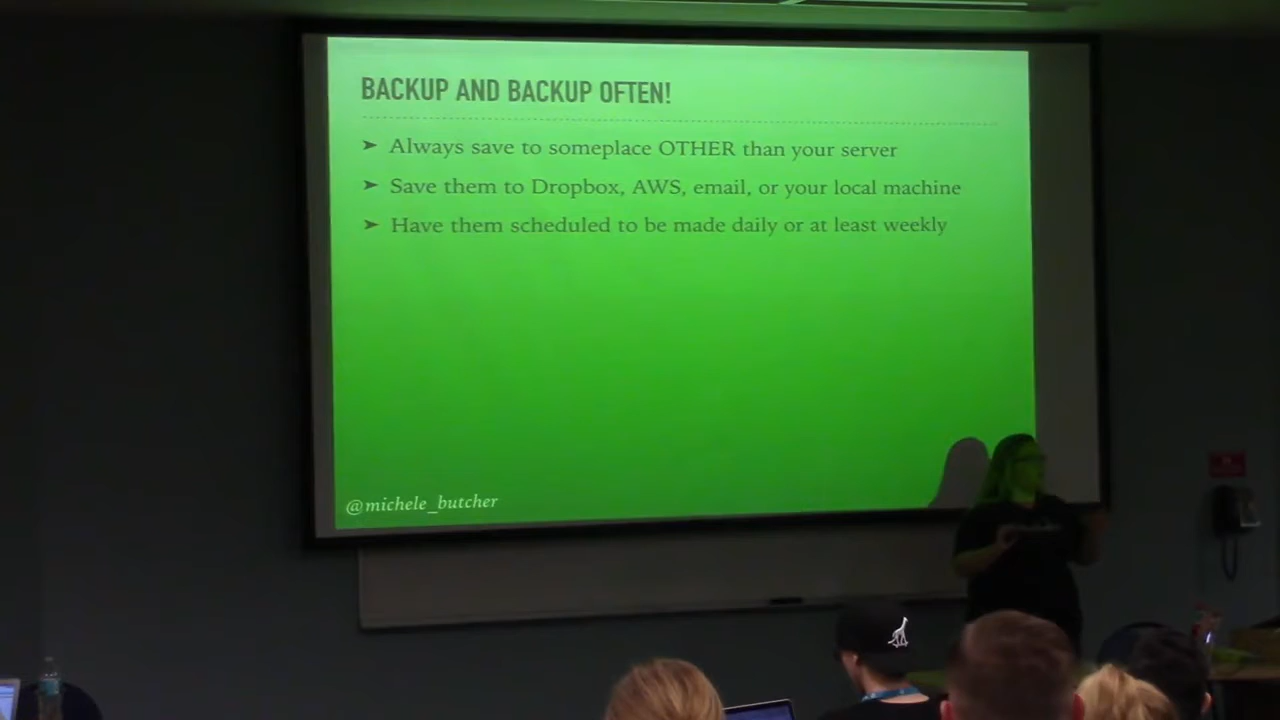 BACKUP AND BACKUP OFTEN!
➤ Always save to someplace OTHER than your server
➤ Save them to Dropbox, AWS, email, or your local machine
➤ Have them scheduled to be made daily or at least weekly
@michele_butcher